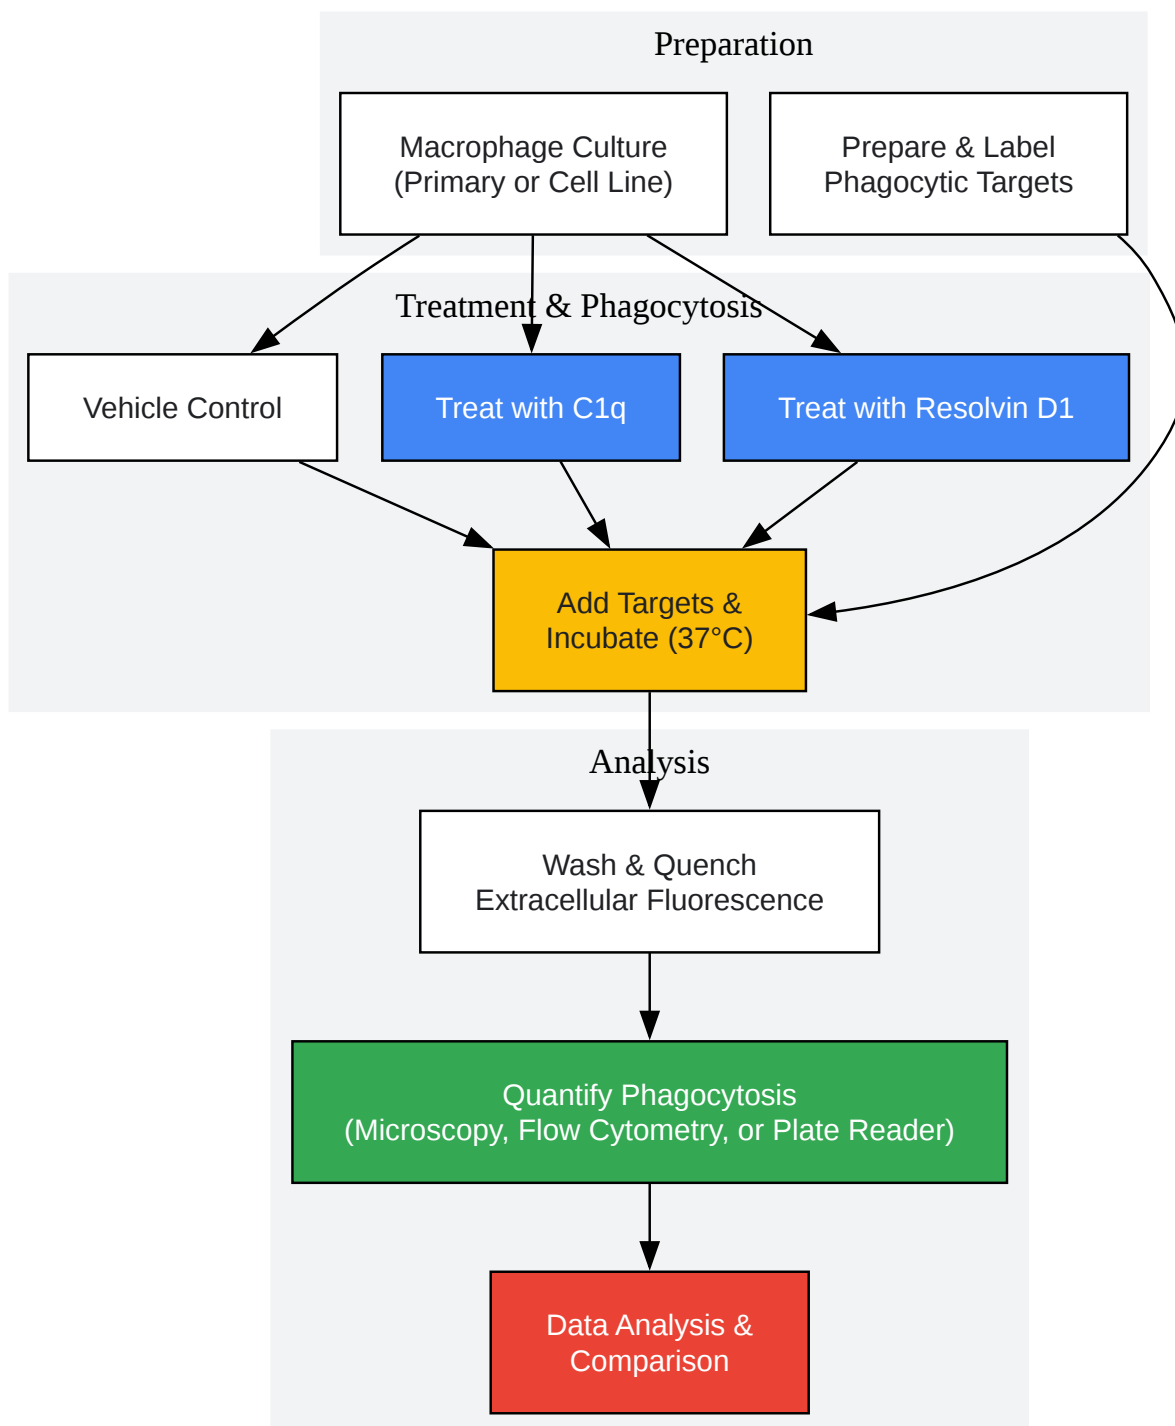 Preparation
Macrophage Culture
(Primary or Cell Line)
Prepare & Label
Phagocytic Targets
Treatment & Phagocytosis
Vehicle Control
Treat with C1q
Treat with Resolvin D1
Add Targets &
Incubate (37°C)
Analysis
Wash & Quench
Extracellular Fluorescence
Quantify Phagocytosis
(Microscopy, Flow Cytometry, or Plate Reader)
Data Analysis &
Comparison